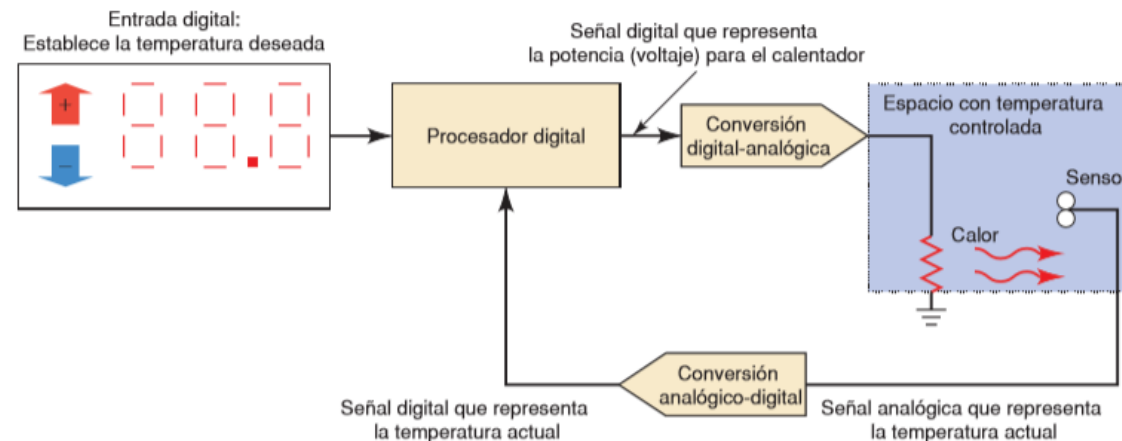 Entrada digital:
Establece la temperatura deseada
+
−
Procesador digital
Señal digital que representa
la potencia (voltaje) para el calentador
Conversión
digital-analógica
Espacio con temperatura
controlada
Senso
Calor
Conversión
analógico-digital
Señal digital que representa
la temperatura actual
Señal analógica que representa
la temperatura actual